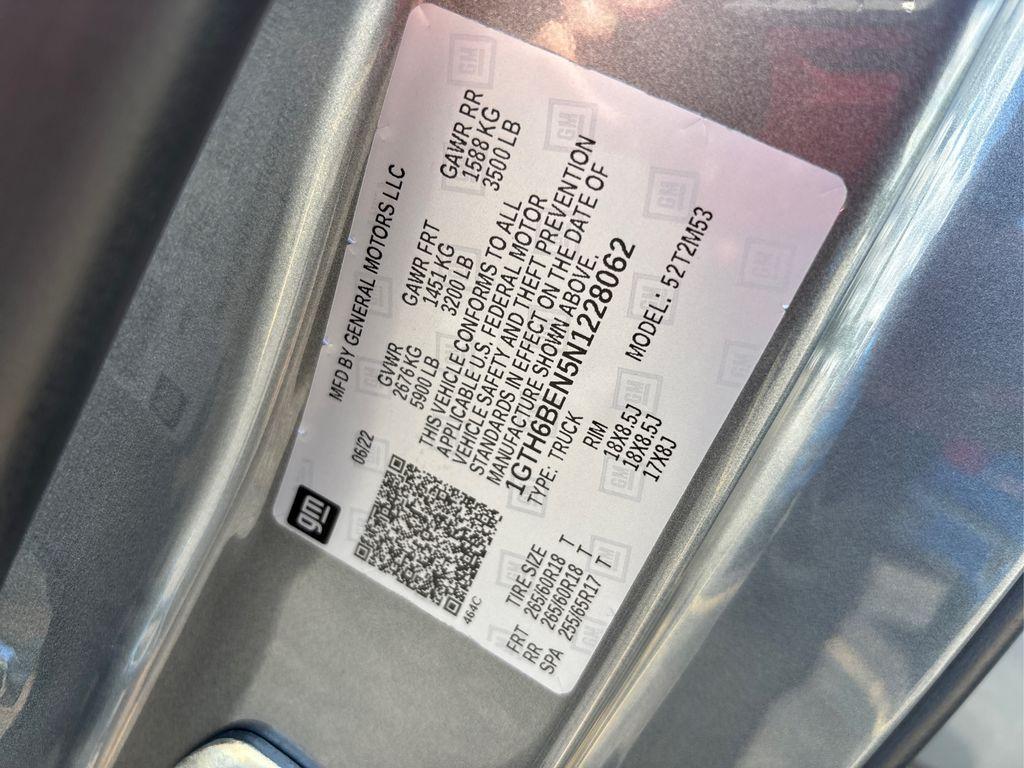 gm
MFD BY GENERAL MOTORS LLC
06/22
GVWR GAWR FRT GAWR RR
2676 KG 1451 KG 1588 KG
5900 LB 3200 LB 3500 LB
THIS VEHICLE CONFORMS TO ALL
APPLICABLE U.S. FEDERAL MOTOR
VEHICLE SAFETY AND THEFT PREVENTION
STANDARDS IN EFFECT ON THE DATE OF
MANUFACTURE SHOWN ABOVE.
1GTH6BEN5N1228062
TYPE: TRUCK MODEL: 52T2M53
464C
TIRE SIZE RIM
FRT 265/60R18 T 18X8.5J
RR 265/60R18 T 18X8.5J
SPA 255/65R17 T 17X8J